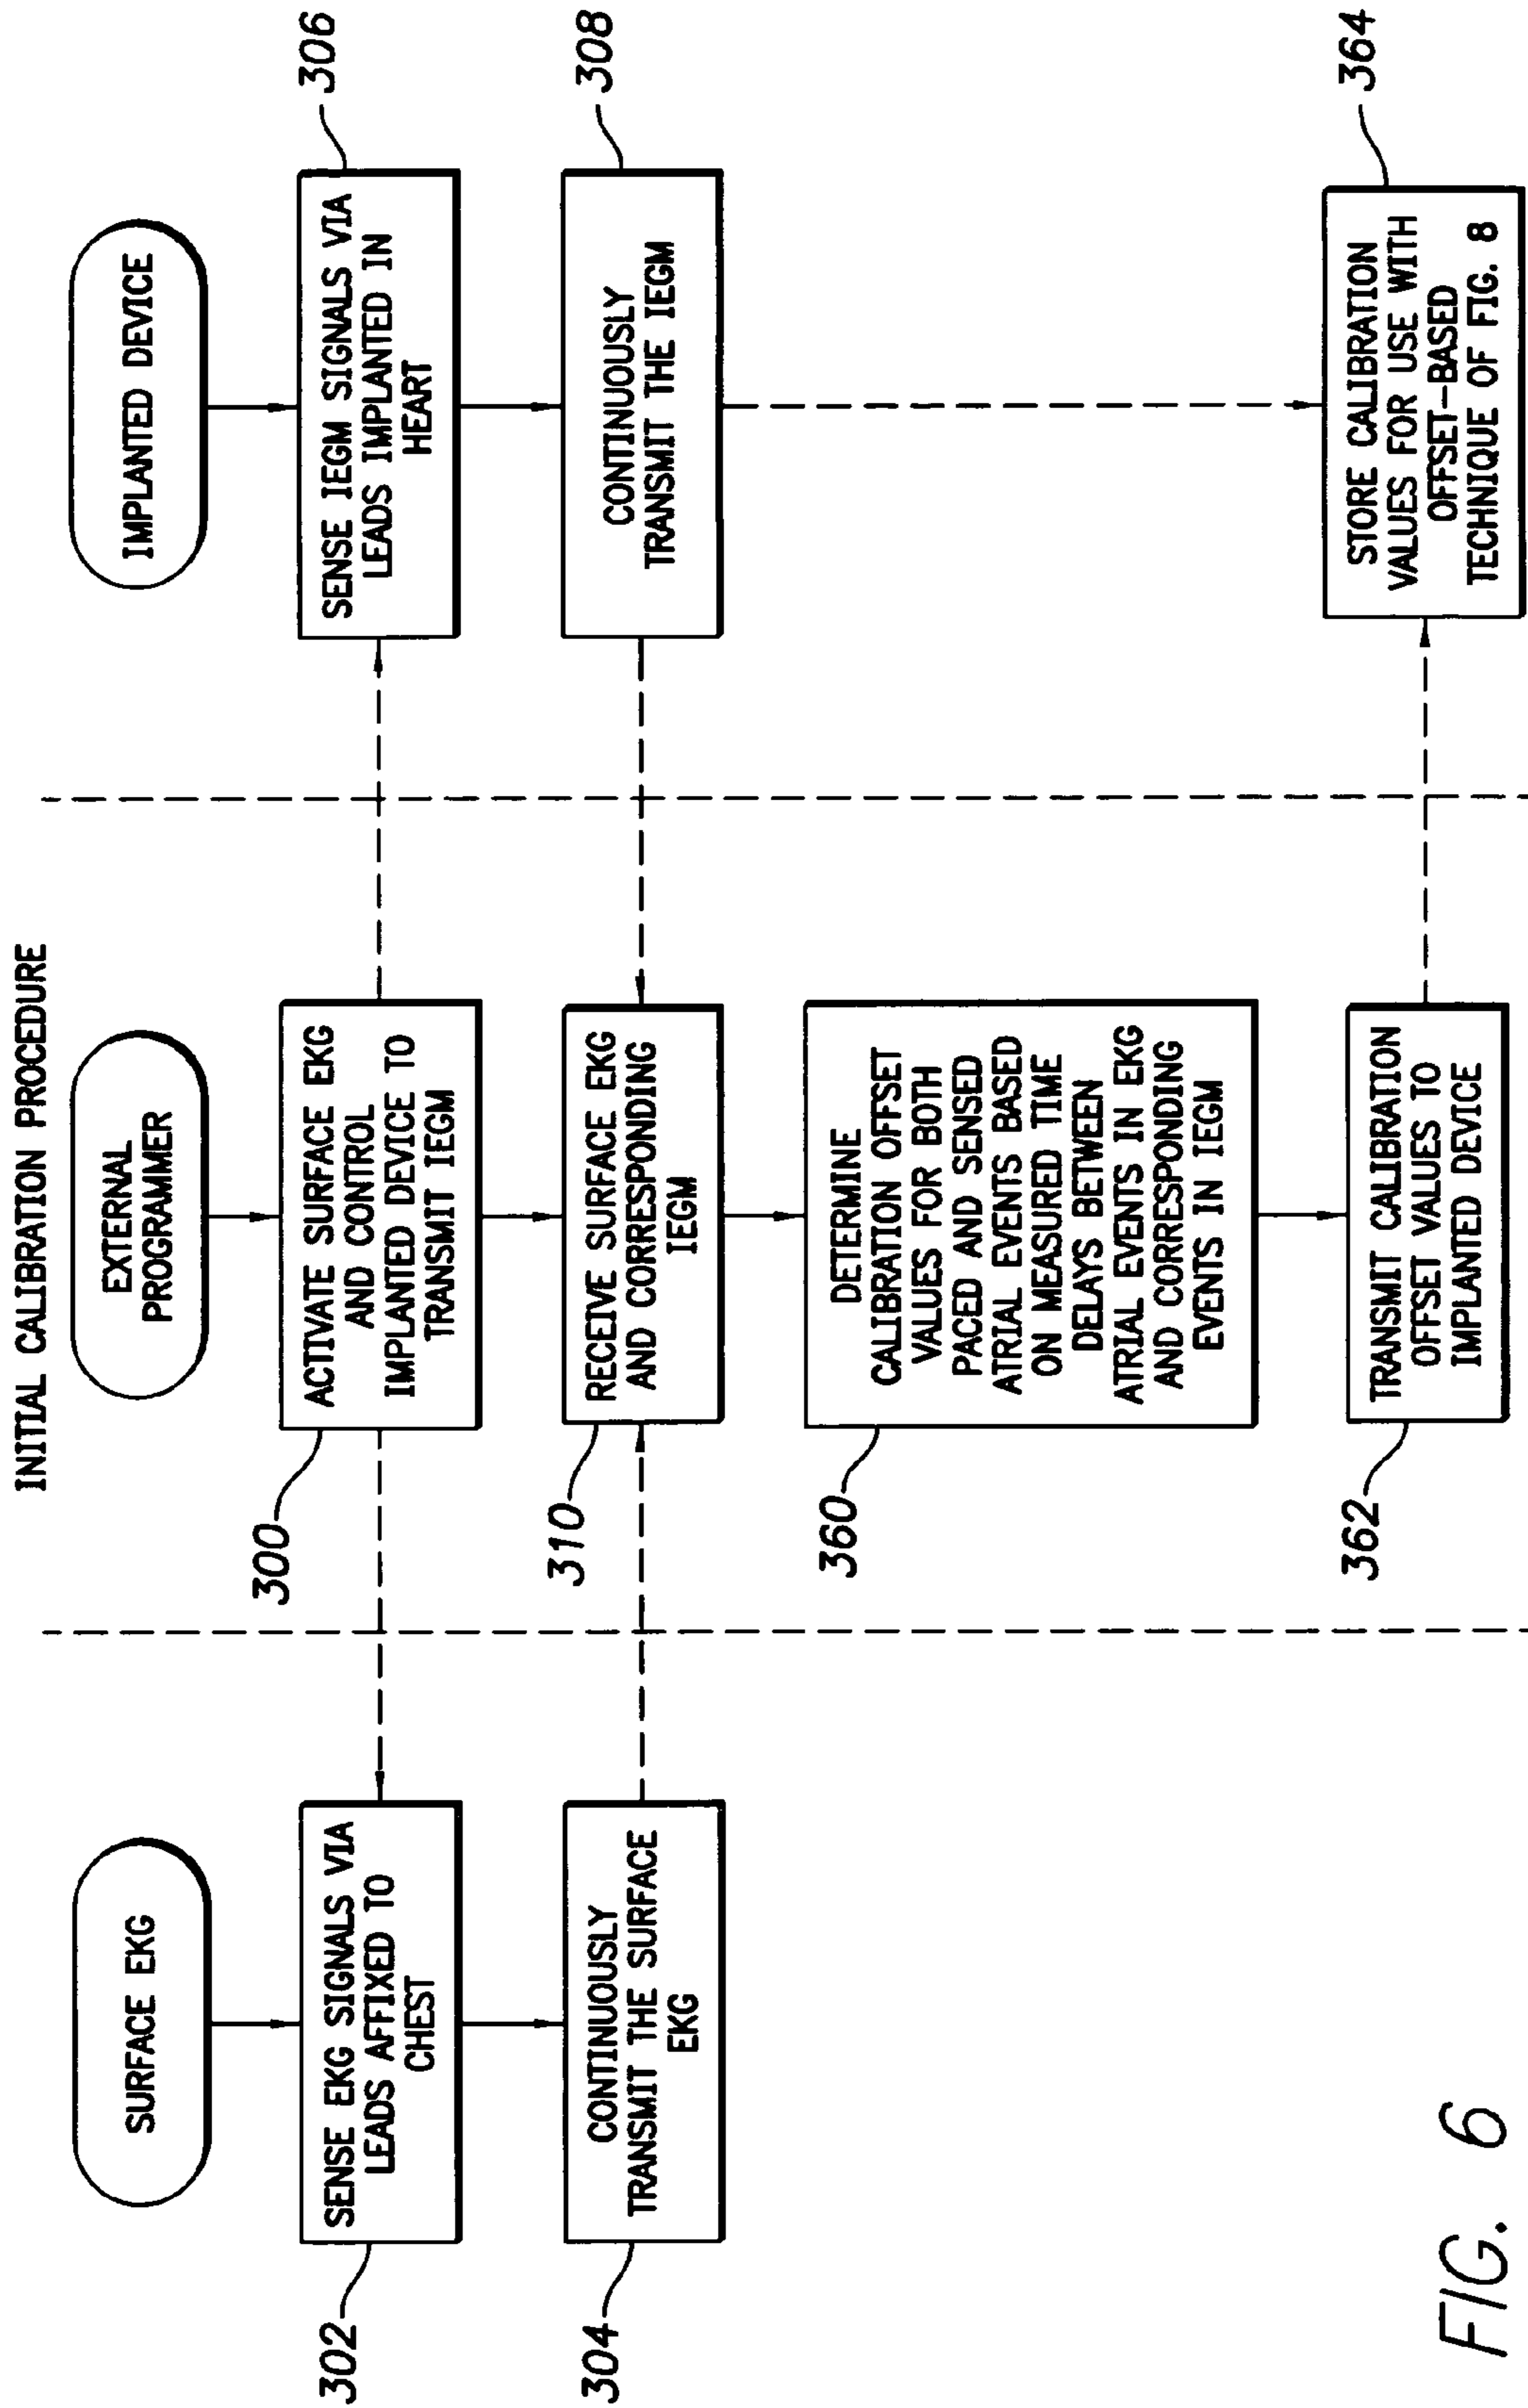 INITIAL CALIBRATION PROCEDURE
SURFACE EKG
302
SENSE EKG SIGNALS VIA
LEADS AFFIXED TO
CHEST
304
CONTINUOUSLY
TRANSMIT THE SURFACE
EKG
EXTERNAL
PROGRAMMER
300
ACTIVATE SURFACE EKG
AND CONTROL
IMPLANTED DEVICE TO
TRANSMIT IEGM
310
RECEIVE SURFACE EKG
AND CORRESPONDING
IEGM
360
DETERMINE
CALIBRATION OFFSET
VALUES FOR BOTH
PACED AND SENSED
ATRIAL EVENTS BASED
ON MEASURED TIME
DELAYS BETWEEN
ATRIAL EVENTS IN EKG
AND CORRESPONDING
EVENTS IN IEGM
362
TRANSMIT CALIBRATION
OFFSET VALUES TO
IMPLANTED DEVICE
IMPLANTED DEVICE
306
SENSE IEGM SIGNALS VIA
LEADS IMPLANTED IN
HEART
308
CONTINUOUSLY
TRANSMIT THE IEGM
364
STORE CALIBRATION
VALUES FOR USE WITH
OFFSET-BASED
TECHNIQUE OF FIG. 8
FIG. 6